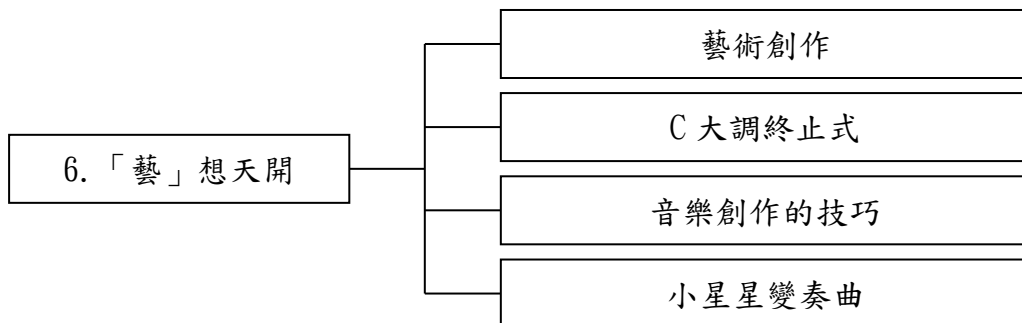 藝術創作
C 大調終止式
6.「藝」想天開
音樂創作的技巧
小星星變奏曲